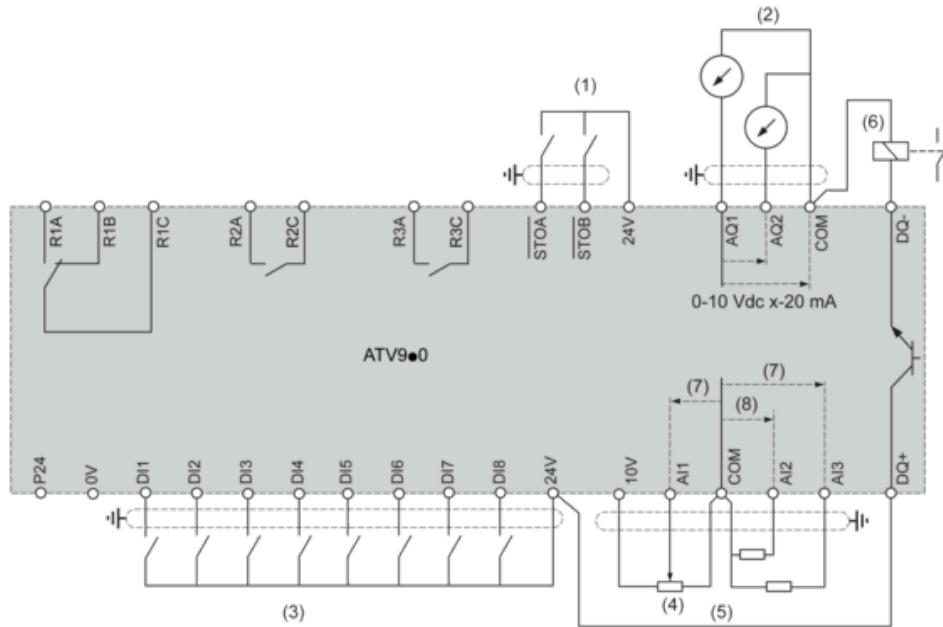 (2)
(1)
(6)
R1A
R1B
R1C
R2A
R2C
R3A
R3C
STOA
STOB
24V
AQ1
AQ2
COM
DQ-
0-10 Vdc x-20 mA
ATV9●0
(7)
(7)
(8)
P24
0V
DI1
DI2
DI3
DI4
DI5
DI6
DI7
DI8
24V
10V
AI1
COM
AI2
AI3
DQ+
(3)
(4)
(5)